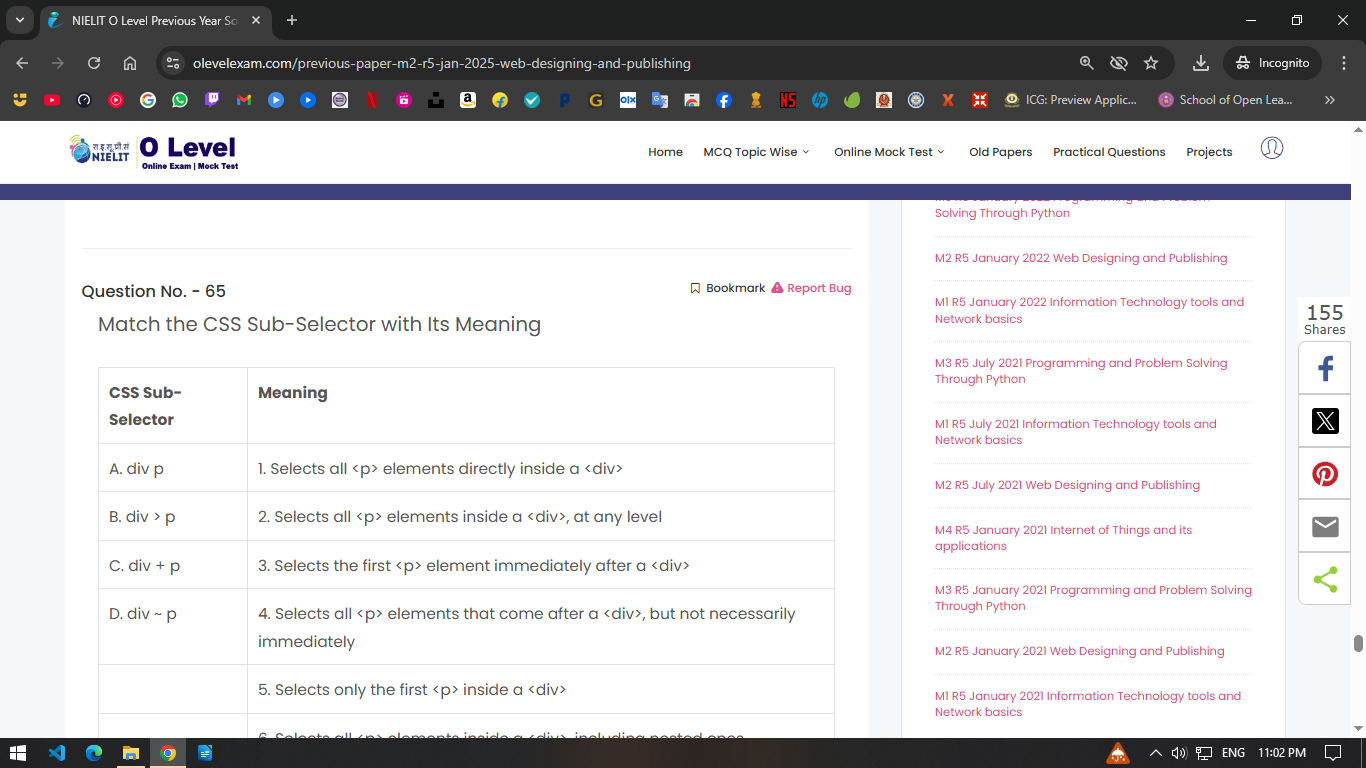 NIELIT O Level Previous Year So
olevelexam.com/previous-paper-m2-r5-jan-2025-web-designing-and-publishing
Incognito
ICG: Preview Applic...
School of Open Lea...
NIELIT
O Level
Online Exam | Mock Test
Home
MCQ Topic Wise
Online Mock Test
Old Papers
Practical Questions
Projects
Question No. - 65
Bookmark
Report Bug
Match the CSS Sub-Selector with Its Meaning
CSS Sub-
Selector
Meaning
A. div p
1. Selects all <p> elements directly inside a <div>
B. div > p
2. Selects all <p> elements inside a <div>, at any level
C. div + p
3. Selects the first <p> element immediately after a <div>
D. div ~ p
4. Selects all <p> elements that come after a <div>, but not necessarily
immediately
5. Selects only the first <p> inside a <div>
6. Selects all <p> elements inside a <div>, including nested ones
Solving Through Python
M2 R5 January 2022 Web Designing and Publishing
M1 R5 January 2022 Information Technology tools and
Network basics
M3 R5 July 2021 Programming and Problem Solving
Through Python
M1 R5 July 2021 Information Technology tools and
Network basics
M2 R5 July 2021 Web Designing and Publishing
M4 R5 January 2021 Internet of Things and its
applications
M3 R5 January 2021 Programming and Problem Solving
Through Python
M2 R5 January 2021 Web Designing and Publishing
M1 R5 January 2021 Information Technology tools and
Network basics
155
Shares
ENG
11:02 PM